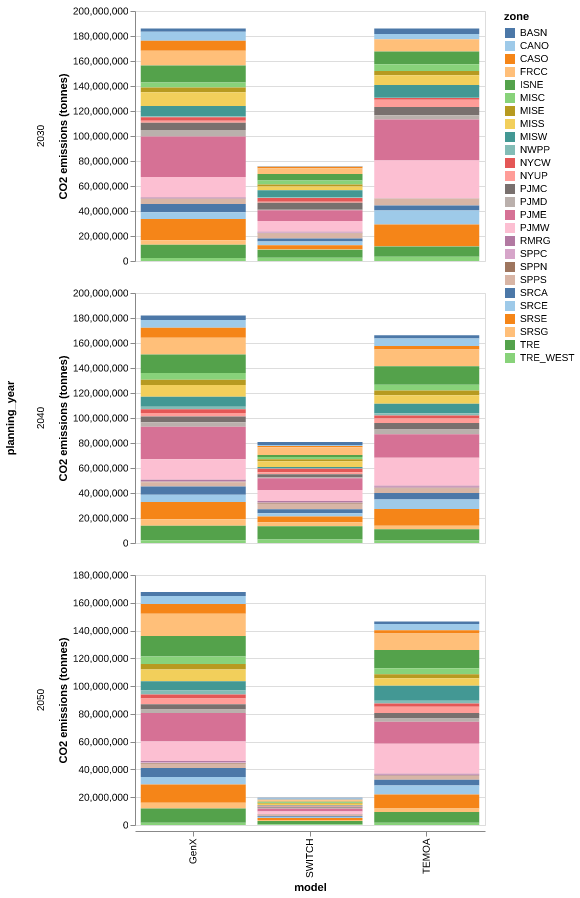 zone
BASN
CANO
CASO
FRCC
ISNE
MISC
MISE
MISS
MISW
NWPP
NYCW
NYUP
PJMC
PJMD
PJME
PJMW
RMRG
SPPC
SPPN
SPPS
SRCA
SRCE
SRSE
SRSG
TRE
TRE_WEST
planning_year
2030
CO2 emissions (tonnes)
200,000,000
180,000,000
160,000,000
140,000,000
120,000,000
100,000,000
80,000,000
60,000,000
40,000,000
20,000,000
0
2040
CO2 emissions (tonnes)
200,000,000
180,000,000
160,000,000
140,000,000
120,000,000
100,000,000
80,000,000
60,000,000
40,000,000
20,000,000
0
2050
CO2 emissions (tonnes)
180,000,000
160,000,000
140,000,000
120,000,000
100,000,000
80,000,000
60,000,000
40,000,000
20,000,000
0
GenX
SWITCH
TEMOA
model